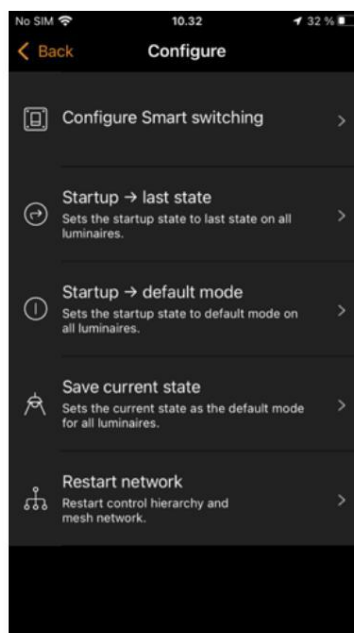 No SIM 10.32 32 %
Back Configure
Configure Smart switching
Startup → last state
Sets the startup state to last state on all
luminaires.
Startup → default mode
Sets the startup state to default mode on
all luminaires.
Save current state
Sets the current state as the default mode
for all luminaires.
Restart network
Restart control hierarchy and
mesh network.